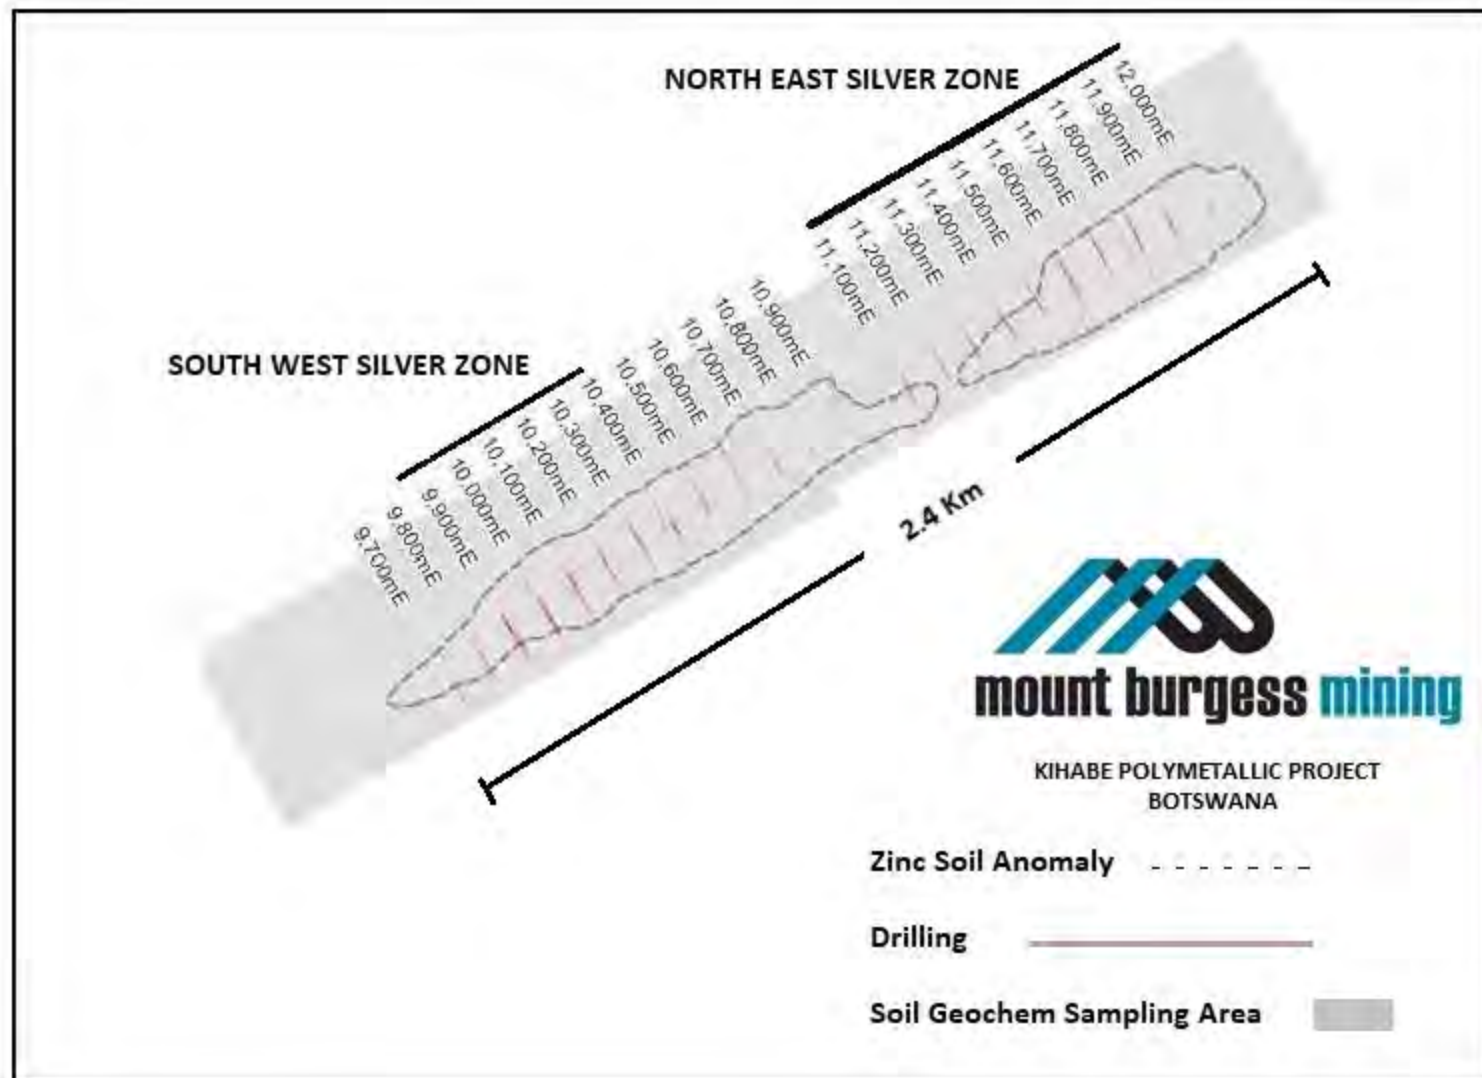 NORTH EAST SILVER ZONE
12,000mE
11,900mE
11,800mE
11,700mE
11,600mE
11,500mE
11,400mE
11,300mE
11,200mE
11,100mE
10,900mE
10,800mE
10,700mE
10,600mE
10,500mE
10,400mE
10,300mE
10,200mE
10,100mE
10,000mE
9,900mE
9,800mE
9,700mE
SOUTH WEST SILVER ZONE
2.4 Km
mount burgess mining
KIHABE POLYMETALLIC PROJECT
BOTSWANA
Zinc Soil Anomaly
Drilling
Soil Geochem Sampling Area